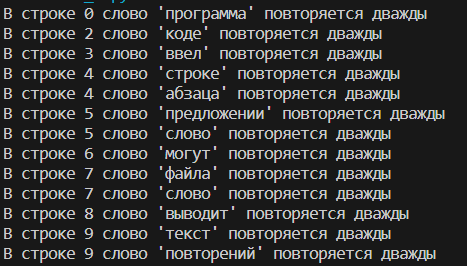 В строке 0 слово 'программа' повторяется дважды
В строке 2 слово 'коде' повторяется дважды
В строке 3 слово 'ввел' повторяется дважды
В строке 4 слово 'строке' повторяется дважды
В строке 4 слово 'абзаца' повторяется дважды
В строке 5 слово 'предложении' повторяется дважды
В строке 5 слово 'слово' повторяется дважды
В строке 6 слово 'могут' повторяется дважды
В строке 7 слово 'файла' повторяется дважды
В строке 7 слово 'слово' повторяется дважды
В строке 8 слово 'выводит' повторяется дважды
В строке 9 слово 'текст' повторяется дважды
В строке 9 слово 'повторений' повторяется дважды